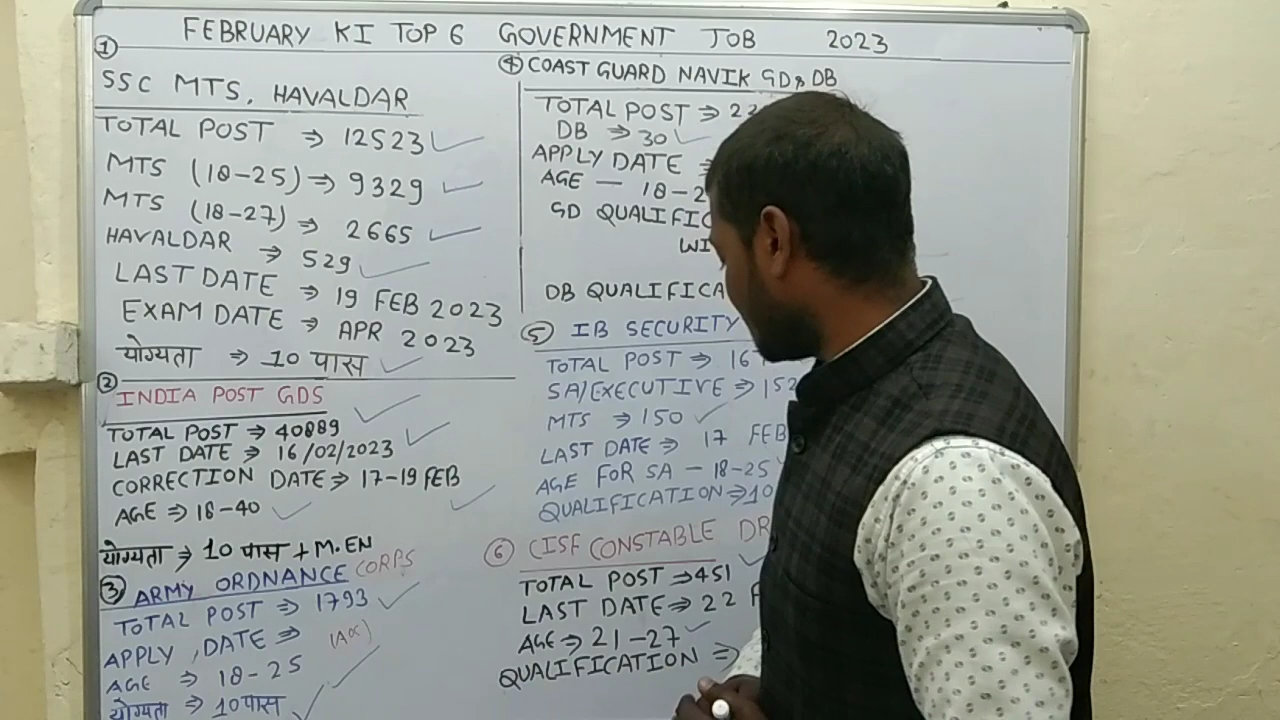 FEBRUARY KI TOP 6 GOVERNMENT JOB 2023
①
SSC MTS, HAVALDAR
TOTAL POST ⇒ 12523
MTS (18-25) ⇒ 9329
MTS (18-27) ⇒ 2665
HAVALDAR ⇒ 529
LAST DATE ⇒ 19 FEB 2023
EXAM DATE ⇒ APR 2023
योग्यता ⇒ 10 पास
②
INDIA POST GDS
TOTAL POST ⇒ 40889
LAST DATE ⇒ 16/02/2023
CORRECTION DATE ⇒ 17-19 FEB
AGE ⇒ 18-40
योग्यता ⇒ 10 पास + M.EN
③ ARMY ORDNANCE CORPS
TOTAL POST ⇒ 1793
APPLY DATE ⇒ (AOC)
AGE ⇒ 18-25
योग्यता ⇒ 10 पास
④ COAST GUARD NAVIK GD & DB
TOTAL POST ⇒ 22
DB ⇒ 30
APPLY DATE ⇒
AGE — 18-2
GD QUALIFIC
WI
DB QUALIFICA
⑤ IB SECURITY
TOTAL POST ⇒ 16
SA/EXECUTIVE ⇒ 152
MTS ⇒ 150
LAST DATE ⇒ 17 FEB
AGE FOR SA — 18-25
QUALIFICATION ⇒ 10
⑥ CISF CONSTABLE DR
TOTAL POST ⇒ 451
LAST DATE ⇒ 22 F
AGE ⇒ 21-27
QUALIFICATION ⇒